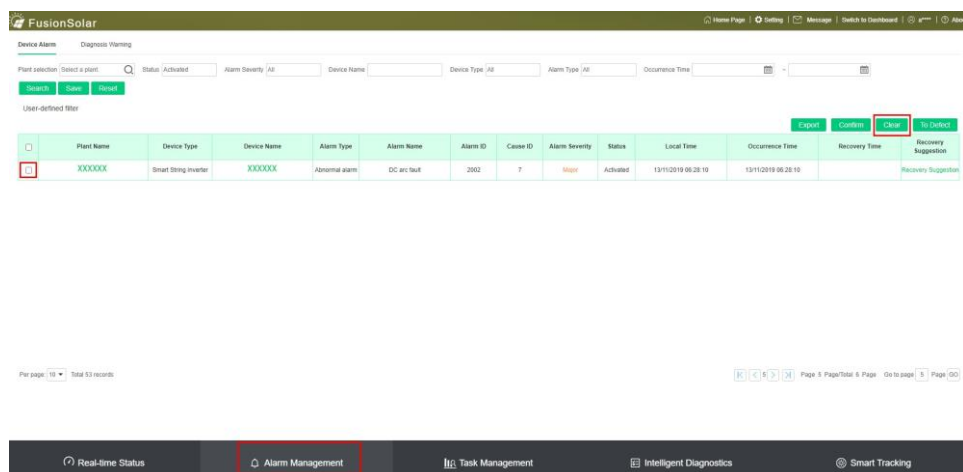 FusionSolar
Home Page | Setting | Message | Switch to Dashboard | a**** | Abo
Device Alarm Diagnosis Warning
Plant selection Select a plant Status Activated Alarm Severity All Device Name Device Type All Alarm Type All Occurrence Time -
Search Save Reset
User-defined filter
Export Confirm Clear To Defect
Plant Name Device Type Device Name Alarm Type Alarm Name Alarm ID Cause ID Alarm Severity Status Local Time Occurrence Time Recovery Time Recovery Suggestion
XXXXXX Smart String Inverter XXXXXX Abnormal alarm DC arc fault 2002 7 Major Activated 13/11/2019 06:28:10 13/11/2019 06:28:10 Recovery Suggestion
Per page: 10 Total 53 records 5 Page 5 Page/Total 6 Page Go to page 5 Page GO
Real-time Status Alarm Management Task Management Intelligent Diagnostics Smart Tracking